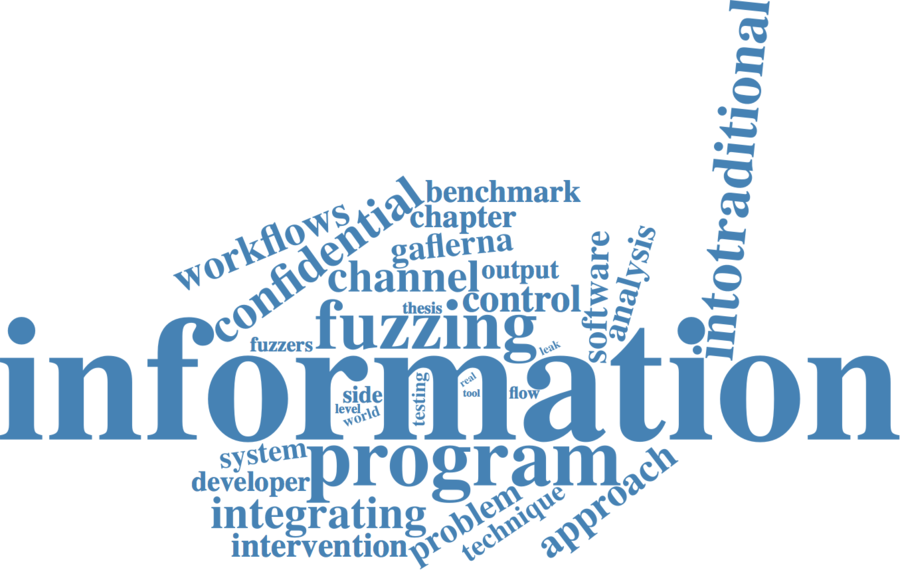 intotraditional
benchmark
confidential
workflows
chapter
gaflerna
channel
output
software
analysis
control
thesis
fuzzing
fuzzers
leak
information
side
level
world
testing
real
tool
flow
system
program
developer
approach
integrating
problem
technique
intervention